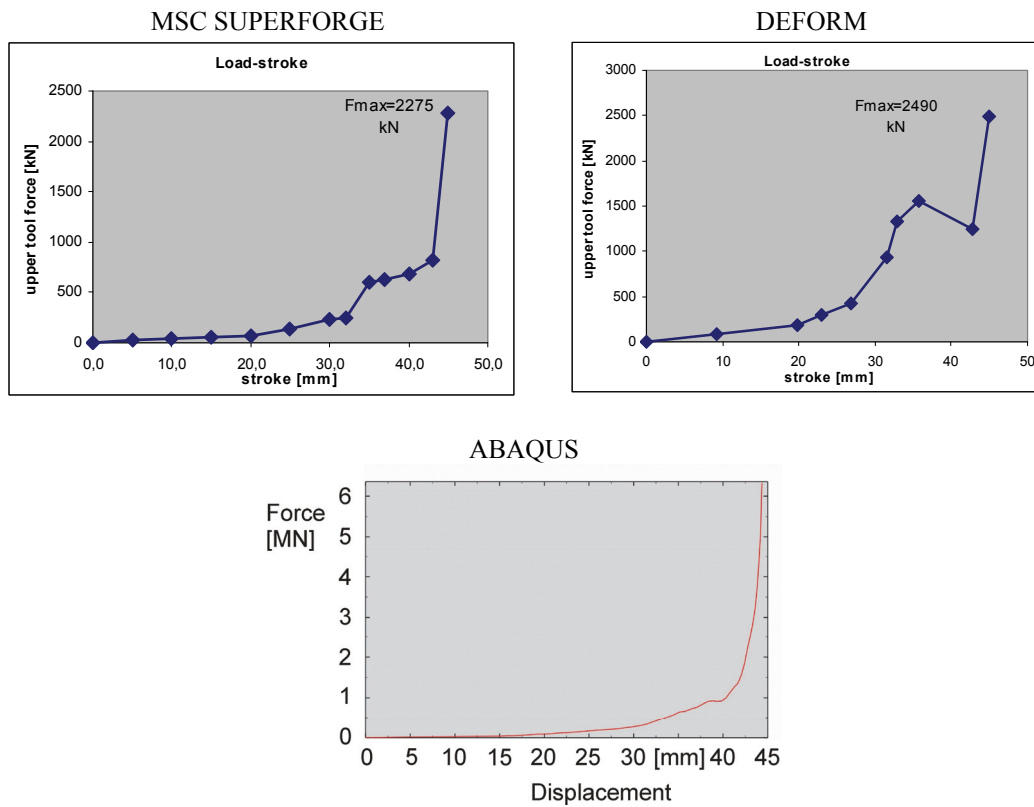 MSC SUPERFORGE
Load-stroke
Fmax=2275
kN
upper tool force [kN]
2500
2000
1500
1000
500
0
0,0 10,0 20,0 30,0 40,0 50,0
stroke [mm]
DEFORM
Load-stroke
Fmax=2490
kN
upper tool force [kN]
3000
2500
2000
1500
1000
500
0
0 10 20 30 40 50
stroke [mm]
ABAQUS
Force
[MN]
6
5
4
3
2
1
0
0 5 10 15 20 25 30 [mm] 40 45
Displacement